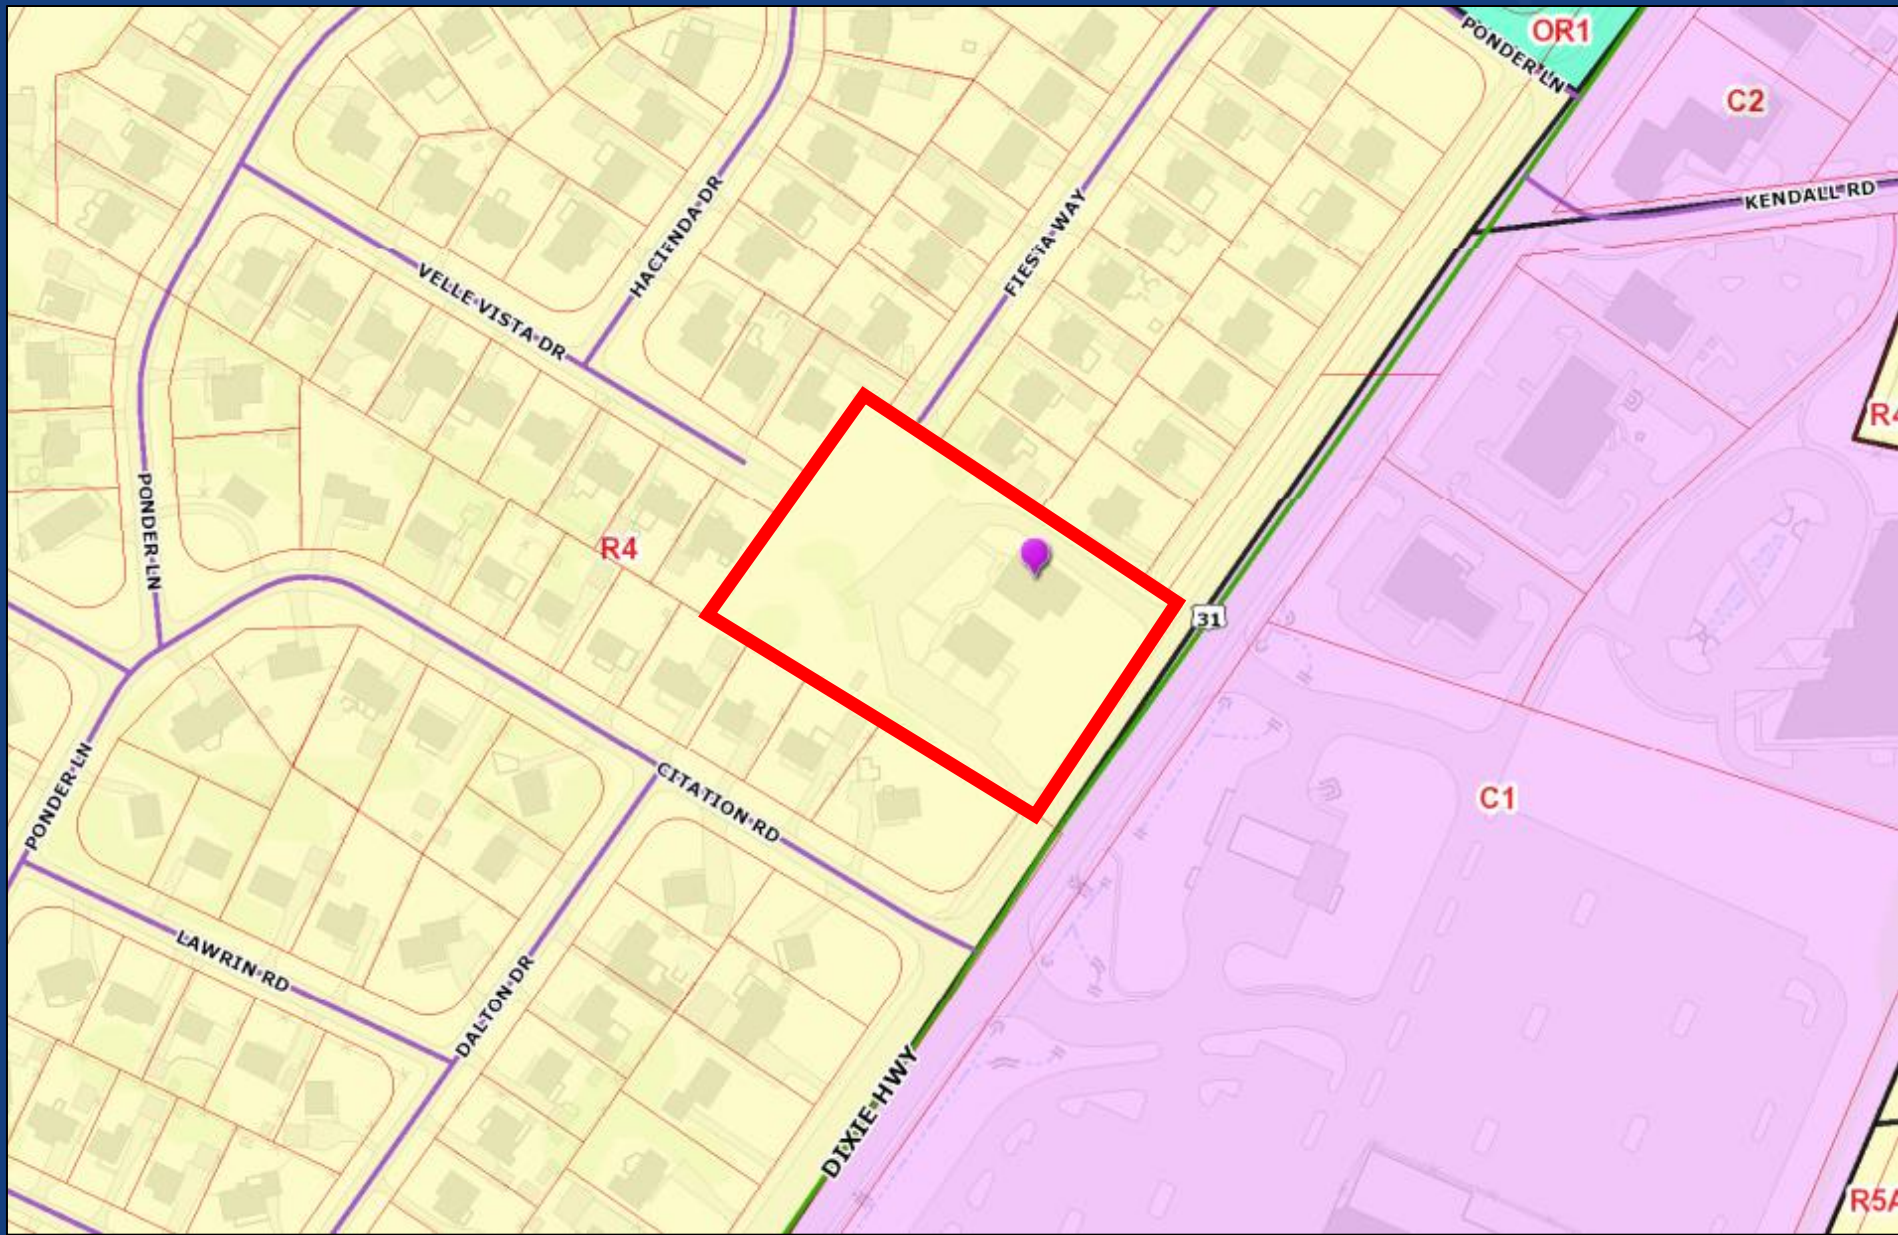 PONDER LN
OR1
C2
KENDALL RD
HACIENDA DR
FIESTA WAY
VELLE VISTA DR
R4
PONDER LN
R4
31
PONDER LN
CITATION RD
C1
LAWRIN RD
DALTON DR
DIXIE HWY
R5A